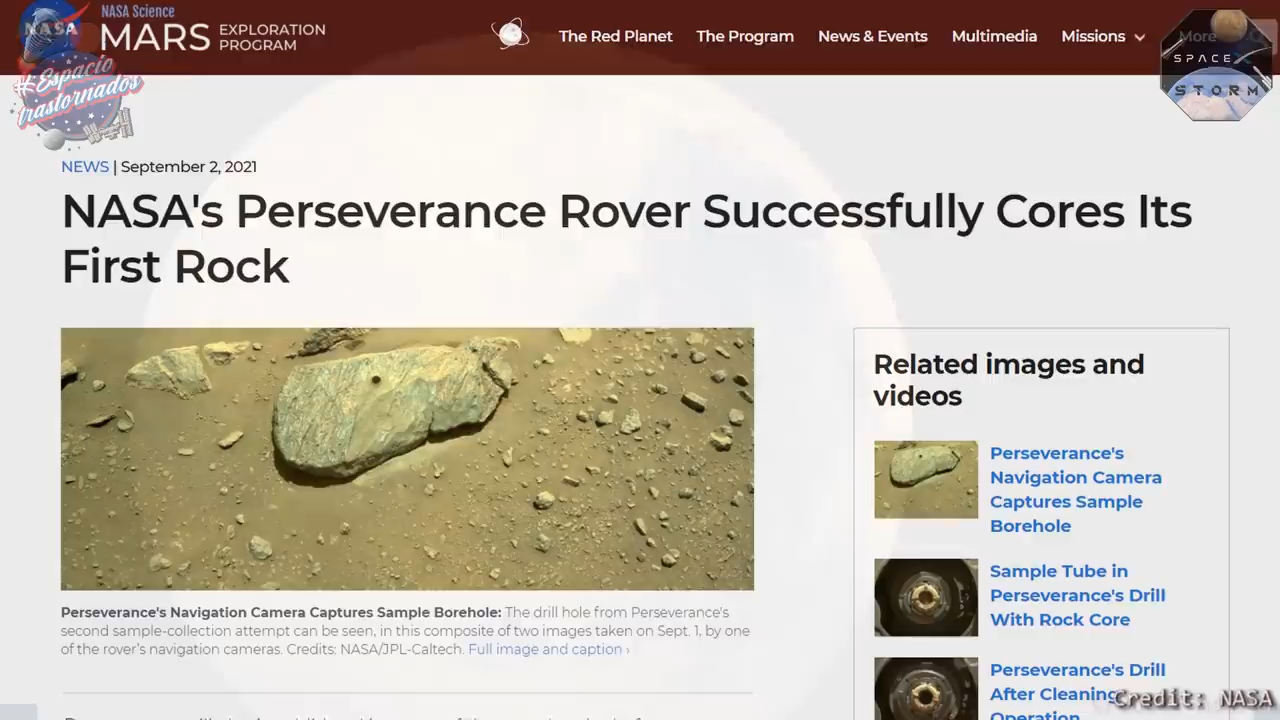 NASA
NASA Science
MARS EXPLORATION PROGRAM
The Red Planet The Program News & Events Multimedia Missions More
#Espacio
trastornados
SPACE X
STORM
NEWS | September 2, 2021
NASA's Perseverance Rover Successfully Cores Its
First Rock
Perseverance's Navigation Camera Captures Sample Borehole: The drill hole from Perseverance's
second sample-collection attempt can be seen, in this composite of two images taken on Sept. 1, by one
of the rover's navigation cameras. Credits: NASA/JPL-Caltech. Full image and caption ›
Related images and
videos
Perseverance's
Navigation Camera
Captures Sample
Borehole
Sample Tube in
Perseverance's Drill
With Rock Core
Perseverance's Drill
After Cleaning
Operation
Credit: NASA